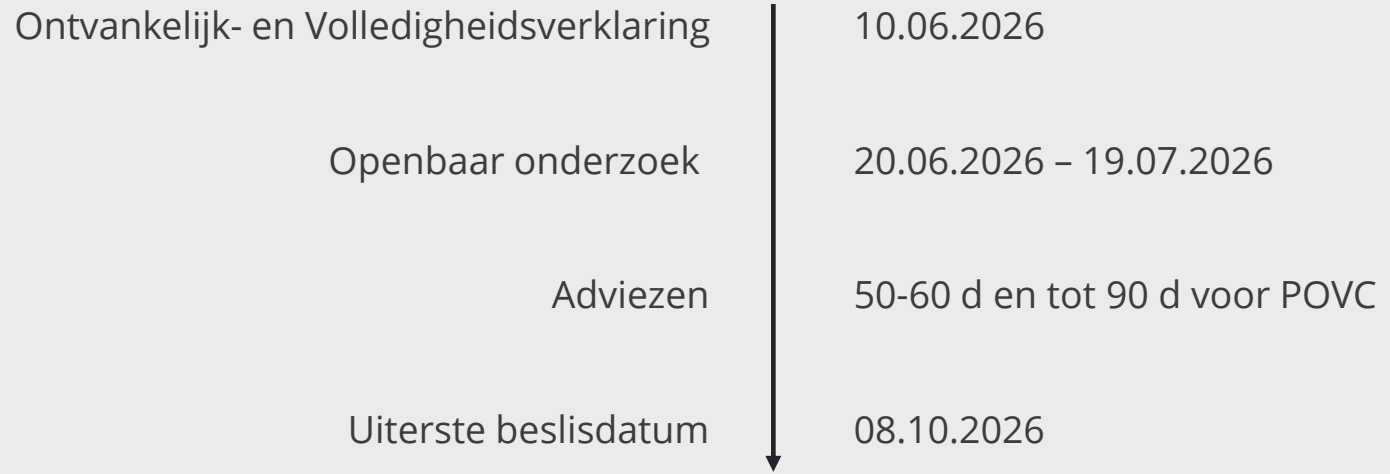 Ontvankelijk- en Volledigheidsverklaring 10.06.2026
Openbaar onderzoek 20.06.2026 – 19.07.2026
Adviezen 50-60 d en tot 90 d voor POVC
Uiterste beslisdatum 08.10.2026